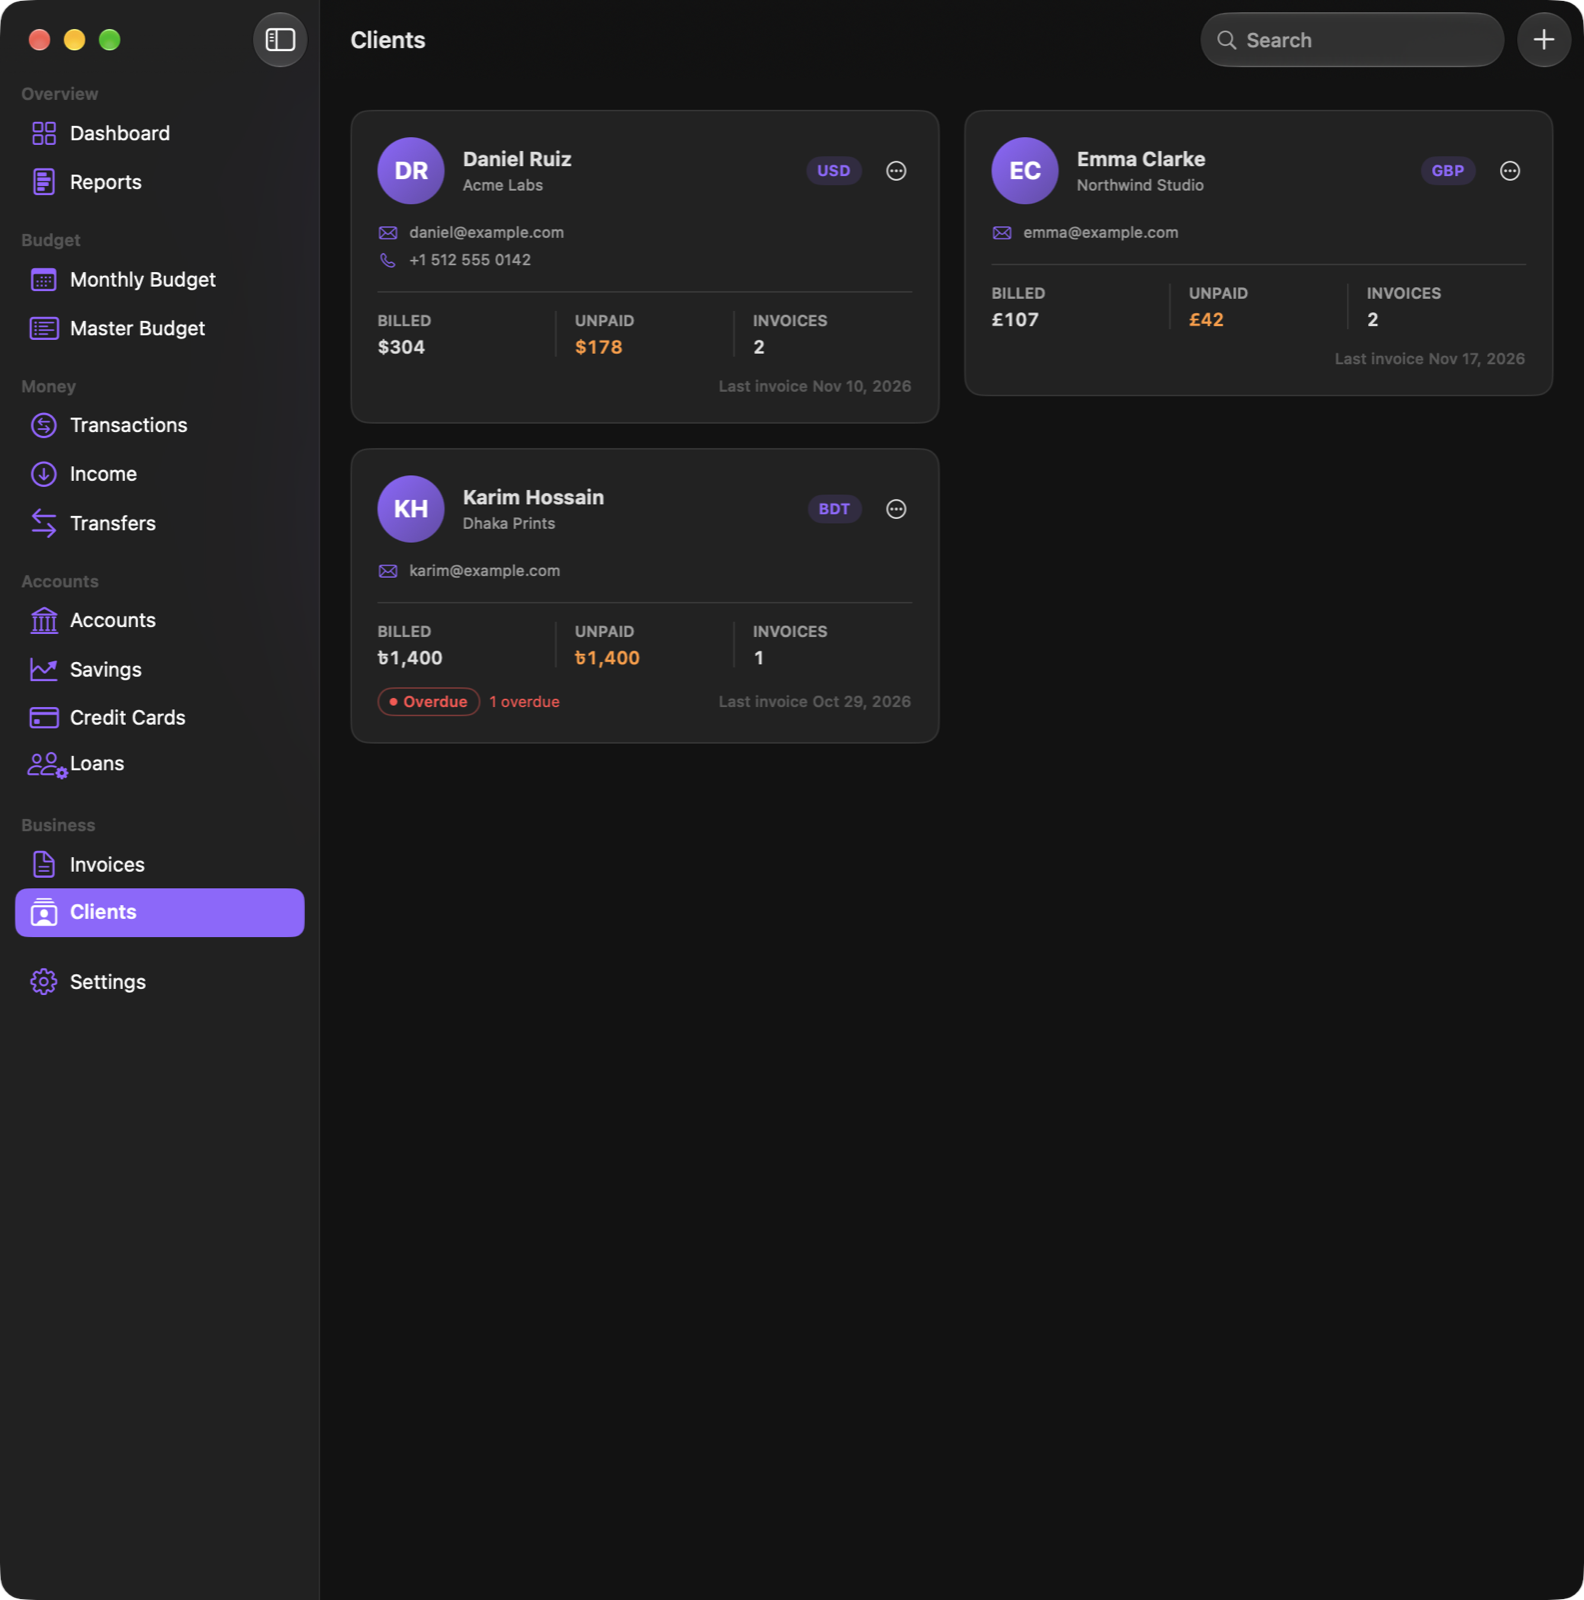 Clients
Search
Overview
Dashboard
Reports
Budget
Monthly Budget
Master Budget
Money
Transactions
Income
Transfers
Accounts
Accounts
Savings
Credit Cards
Loans
Business
Invoices
Clients
Settings
DR
Daniel Ruiz
Acme Labs
USD
daniel@example.com
+1 512 555 0142
BILLED
$304
UNPAID
$178
INVOICES
2
Last invoice Nov 10, 2026
EC
Emma Clarke
Northwind Studio
GBP
emma@example.com
BILLED
£107
UNPAID
£42
INVOICES
2
Last invoice Nov 17, 2026
KH
Karim Hossain
Dhaka Prints
BDT
karim@example.com
BILLED
৳1,400
UNPAID
৳1,400
INVOICES
1
Overdue
1 overdue
Last invoice Oct 29, 2026